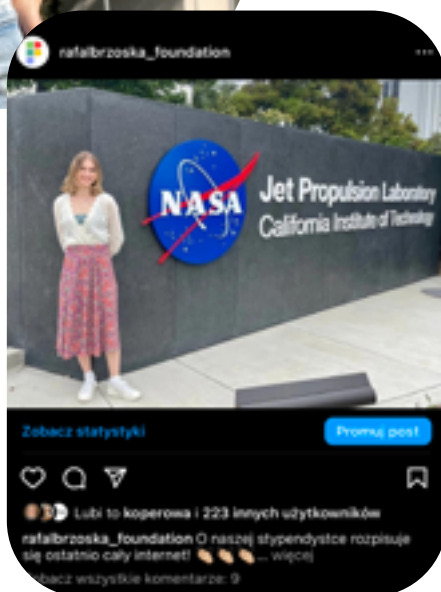 rafalbrzoska_foundation
NASA
Jet Propulsion Laboratory
California Institute of Technology
Zobacz statystyki
Promuj post
Lubi to koperowa i 223 innych użytkowników
rafalbrzoska_foundation O naszej stypendystce rozpisuje
się ostatnio cały internet! 👏🏻👏🏻👏🏻... więcej
Zobacz wszystkie komentarze: 9